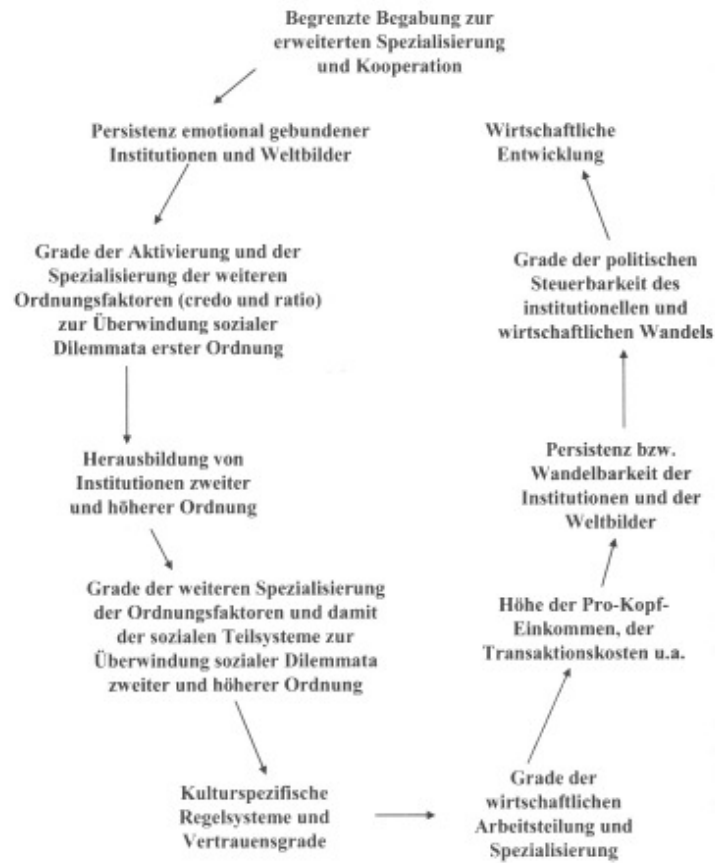 Begrenzte Begabung zur
erweiterten Spezialisierung
und Kooperation
Persistenz emotional gebundener
Institutionen und Weltbilder
Grade der Aktivierung und der
Spezialisierung der weiteren
Ordnungsfaktoren (credo und ratio)
zur Überwindung sozialer
Dilemmata erster Ordnung
Herausbildung von
Institutionen zweiter
und höherer Ordnung
Grade der weiteren Spezialisierung
der Ordnungsfaktoren und damit
der sozialen Teilsysteme zur
Überwindung sozialer Dilemmata
zweiter und höherer Ordnung
Kulturspezifische
Regelsysteme und
Vertrauensgrade
Grade der
wirtschaftlichen
Arbeitsteilung und
Spezialisierung
Höhe der Pro-Kopf-
Einkommen, der
Transaktionskosten u.a.
Persistenz bzw.
Wandelbarkeit der
Institutionen und der
Weltbilder
Grade der politischen
Steuerbarkeit des
institutionellen und
wirtschaftlichen Wandels
Wirtschaftliche
Entwicklung